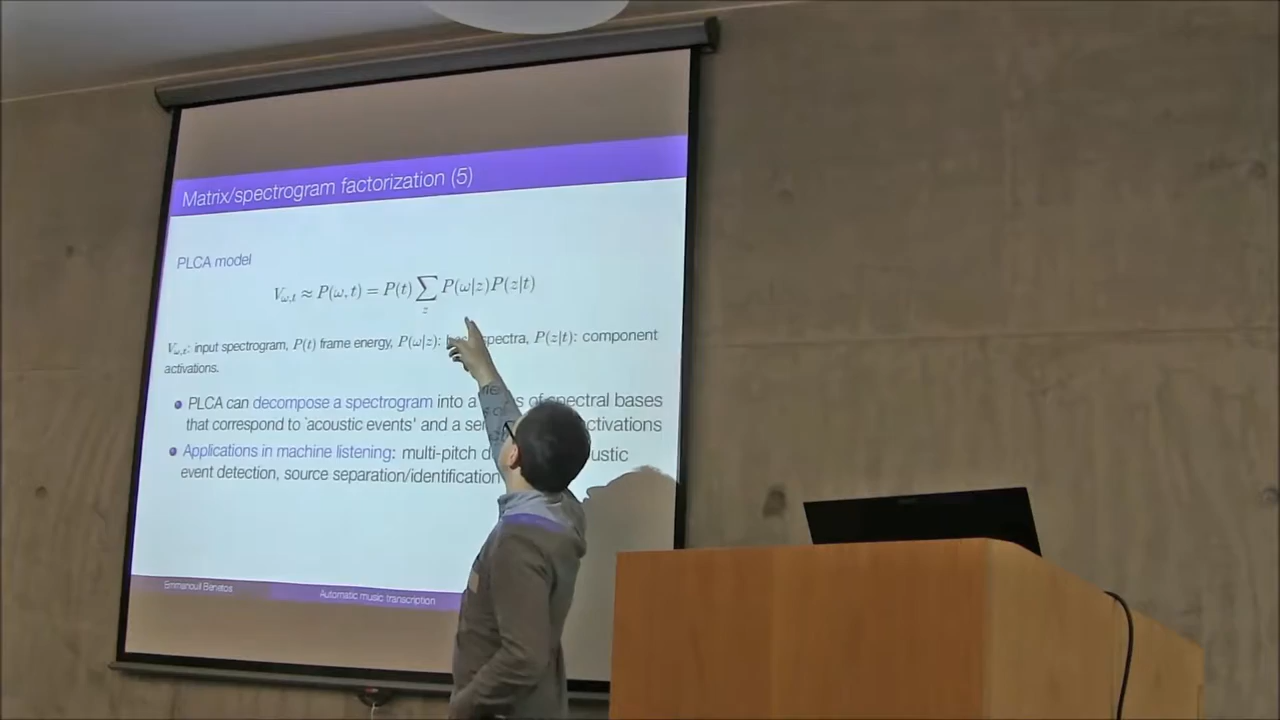 Matrix/spectrogram factorization (5)
PLCA model
V_{ω,t} ≈ P(ω, t) = P(t) ∑_z P(ω|z)P(z|t)
V_{ω,t}: input spectrogram, P(t) frame energy, P(ω|z): spectra, P(z|t): component
activations.
PLCA can decompose a spectrogram into a of spectral bases
that correspond to `acoustic events' and a
Applications in machine listening: multi-pitch
event detection, source separation/identification
Emmanouil Benetos
Automatic music transcription